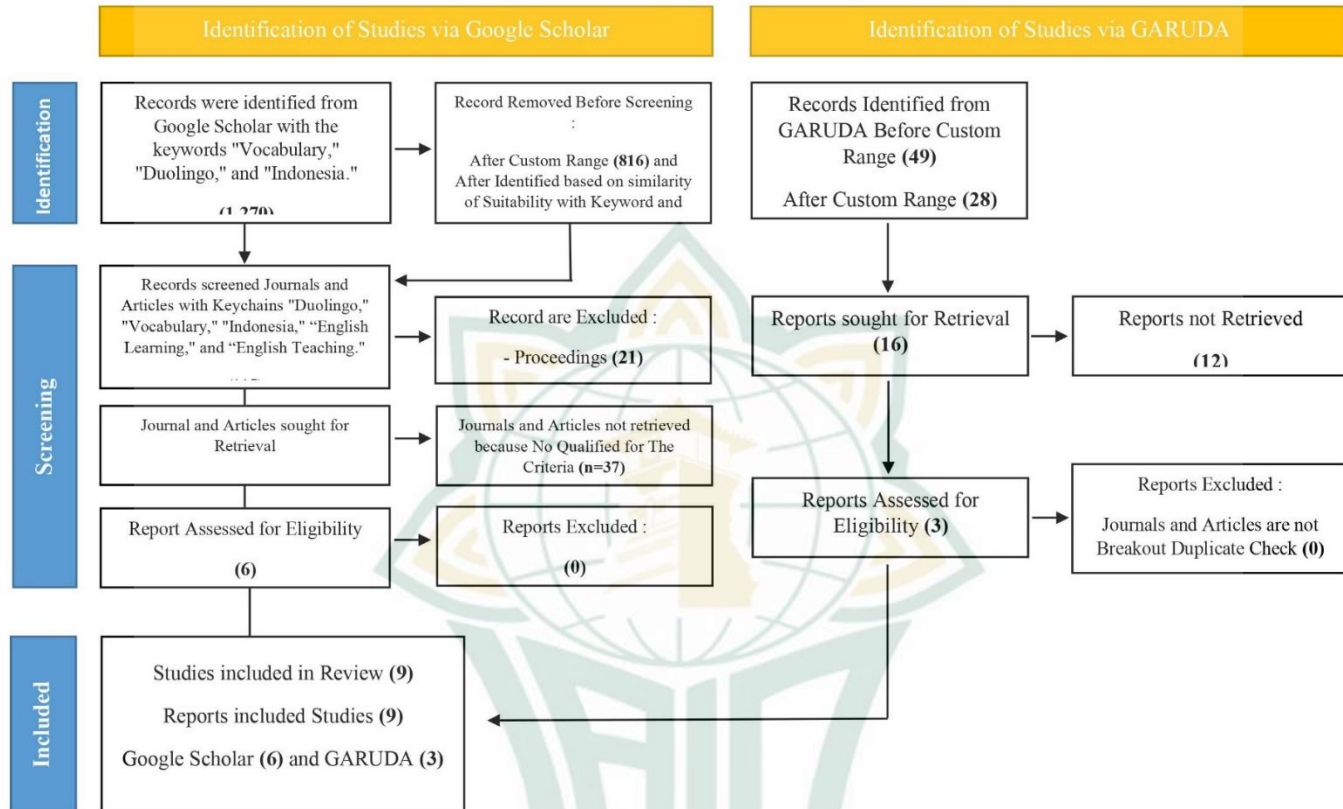 Identification of Studies via Google Scholar
Identification of Studies via GARUDA
Identification
Records were identified from
Google Scholar with the
keywords "Vocabulary,"
"Duolingo," and "Indonesia."
Record Removed Before Screening
:
After Custom Range (816) and
After Identified based on similarity
of Suitability with Keyword and
Records Identified from
GARUDA Before Custom
Range (49)
After Custom Range (28)
Screening
Records screened Journals and
Articles with Keychains "Duolingo,"
"Vocabulary," "Indonesia," “English
Learning," and “English Teaching."
Record are Excluded :
- Proceedings (21)
Reports sought for Retrieval
(16)
Reports not Retrieved
(12)
Journal and Articles sought for
Retrieval
Journals and Articles not retrieved
because No Qualified for The
Criteria (n=37)
Report Assessed for Eligibility
(6)
Reports Excluded :
(0)
Reports Assessed for
Eligibility (3)
Reports Excluded :
Journals and Articles are not
Breakout Duplicate Check (0)
Included
Studies included in Review (9)
Reports included Studies (9)
Google Scholar (6) and GARUDA (3)